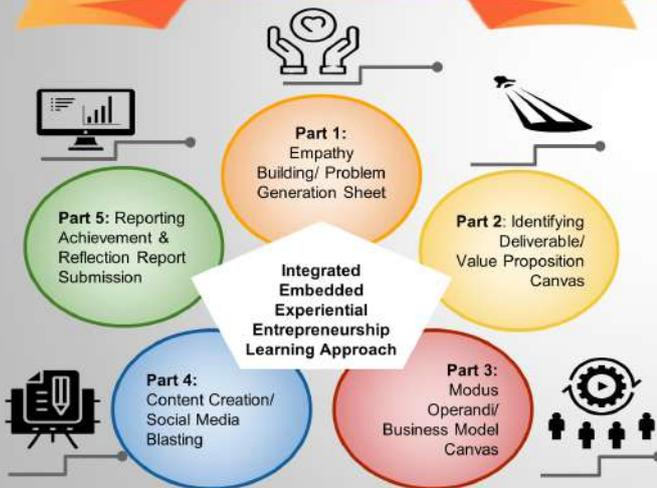 Part 1:
Empathy
Building/ Problem
Generation Sheet
Part 2: Identifying
Deliverable/
Value Proposition
Canvas
Part 3:
Modus
Operandi/
Business Model
Canvas
Part 4:
Content Creation/
Social Media
Blasting
Part 5: Reporting
Achievement &
Reflection Report
Submission
Integrated
Embedded
Experiential
Entrepreneurship
Learning Approach